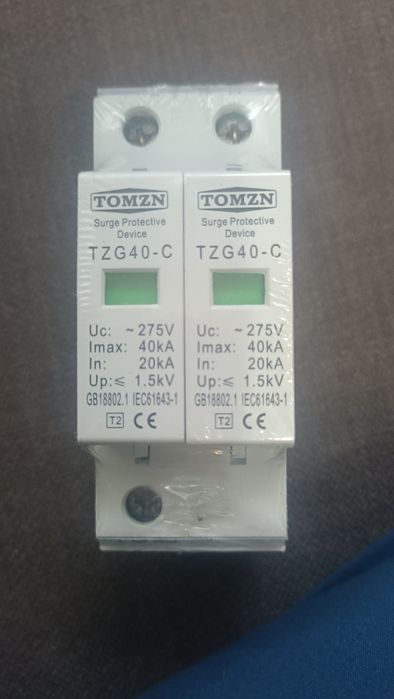 TOMZN
Surge Protective
Device
TZG40-C
Uc: ~275V
Imax: 40kA
In: 20kA
Up:≤ 1.5kV
GB18802.1 IEC61643-1
T2 CE
TOMZN
Surge Protective
Device
TZG40-C
Uc: ~275V
Imax: 40kA
In: 20kA
Up:≤ 1.5kV
GB18802.1 IEC61643-1
T2 CE